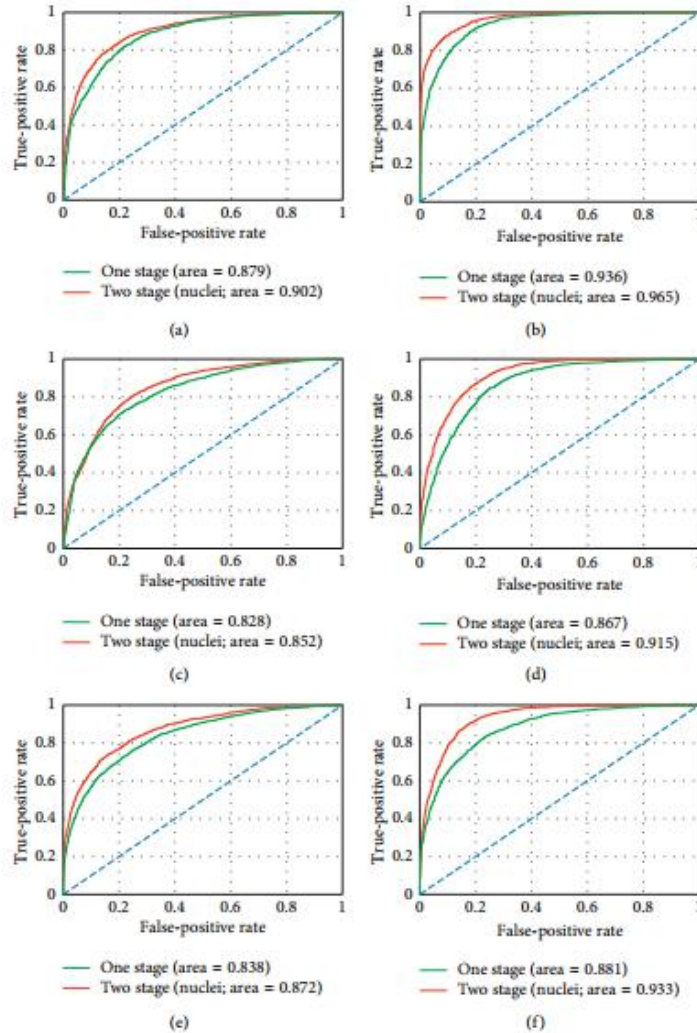 1
0.8
0.6
0.4
0.2
0
True-positive rate
0 0.2 0.4 0.6 0.8 1
False-positive rate
One stage (area = 0.879)
Two stage (nuclei; area = 0.902)
(a)
1
0.8
0.6
0.4
0.2
0
True-positive rate
0 0.2 0.4 0.6 0.8 1
False-positive rate
One stage (area = 0.936)
Two stage (nuclei; area = 0.965)
(b)
1
0.8
0.6
0.4
0.2
0
True-positive rate
0 0.2 0.4 0.6 0.8 1
False-positive rate
One stage (area = 0.828)
Two stage (nuclei; area = 0.852)
(c)
1
0.8
0.6
0.4
0.2
0
True-positive rate
0 0.2 0.4 0.6 0.8 1
False-positive rate
One stage (area = 0.867)
Two stage (nuclei; area = 0.915)
(d)
1
0.8
0.6
0.4
0.2
0
True-positive rate
0 0.2 0.4 0.6 0.8 1
False-positive rate
One stage (area = 0.838)
Two stage (nuclei; area = 0.872)
(e)
1
0.8
0.6
0.4
0.2
0
True-positive rate
0 0.2 0.4 0.6 0.8 1
False-positive rate
One stage (area = 0.881)
Two stage (nuclei; area = 0.933)
(f)